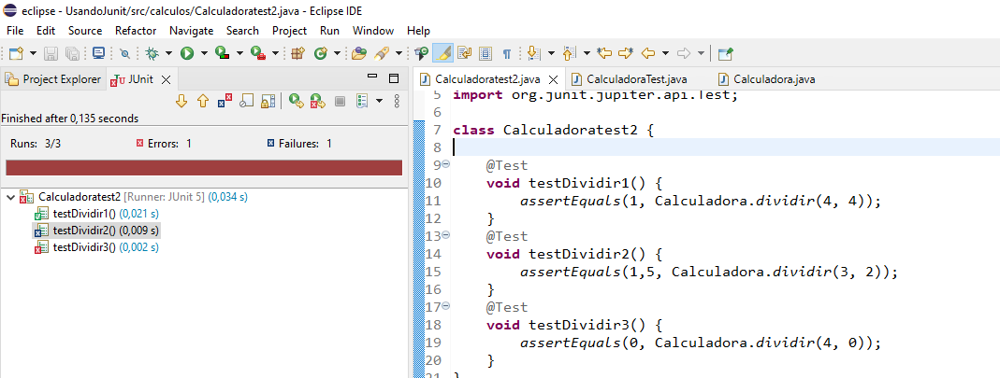 eclipse - UsandoJunit/src/calculos/Calculadoratest2.java - Eclipse IDE
File Edit Source Refactor Navigate Search Project Run Window Help
Project Explorer JUnit
Finished after 0,135 seconds
Runs: 3/3 Errors: 1 Failures: 1
Calculadoratest2 [Runner: JUnit 5] (0,034 s)
testDividir1() (0,021 s)
testDividir2() (0,009 s)
testDividir3() (0,002 s)
Calculadoratest2.java CalculadoraTest.java Calculadora.java
5 import org.junit.jupiter.api.Test;
6
7 class Calculadoratest2 {
8
9 @Test
10 void testDividir1() {
11 assertEquals(1, Calculadora.dividir(4, 4));
12 }
13 @Test
14 void testDividir2() {
15 assertEquals(1,5, Calculadora.dividir(3, 2));
16 }
17 @Test
18 void testDividir3() {
19 assertEquals(0, Calculadora.dividir(4, 0));
20 }
21 }